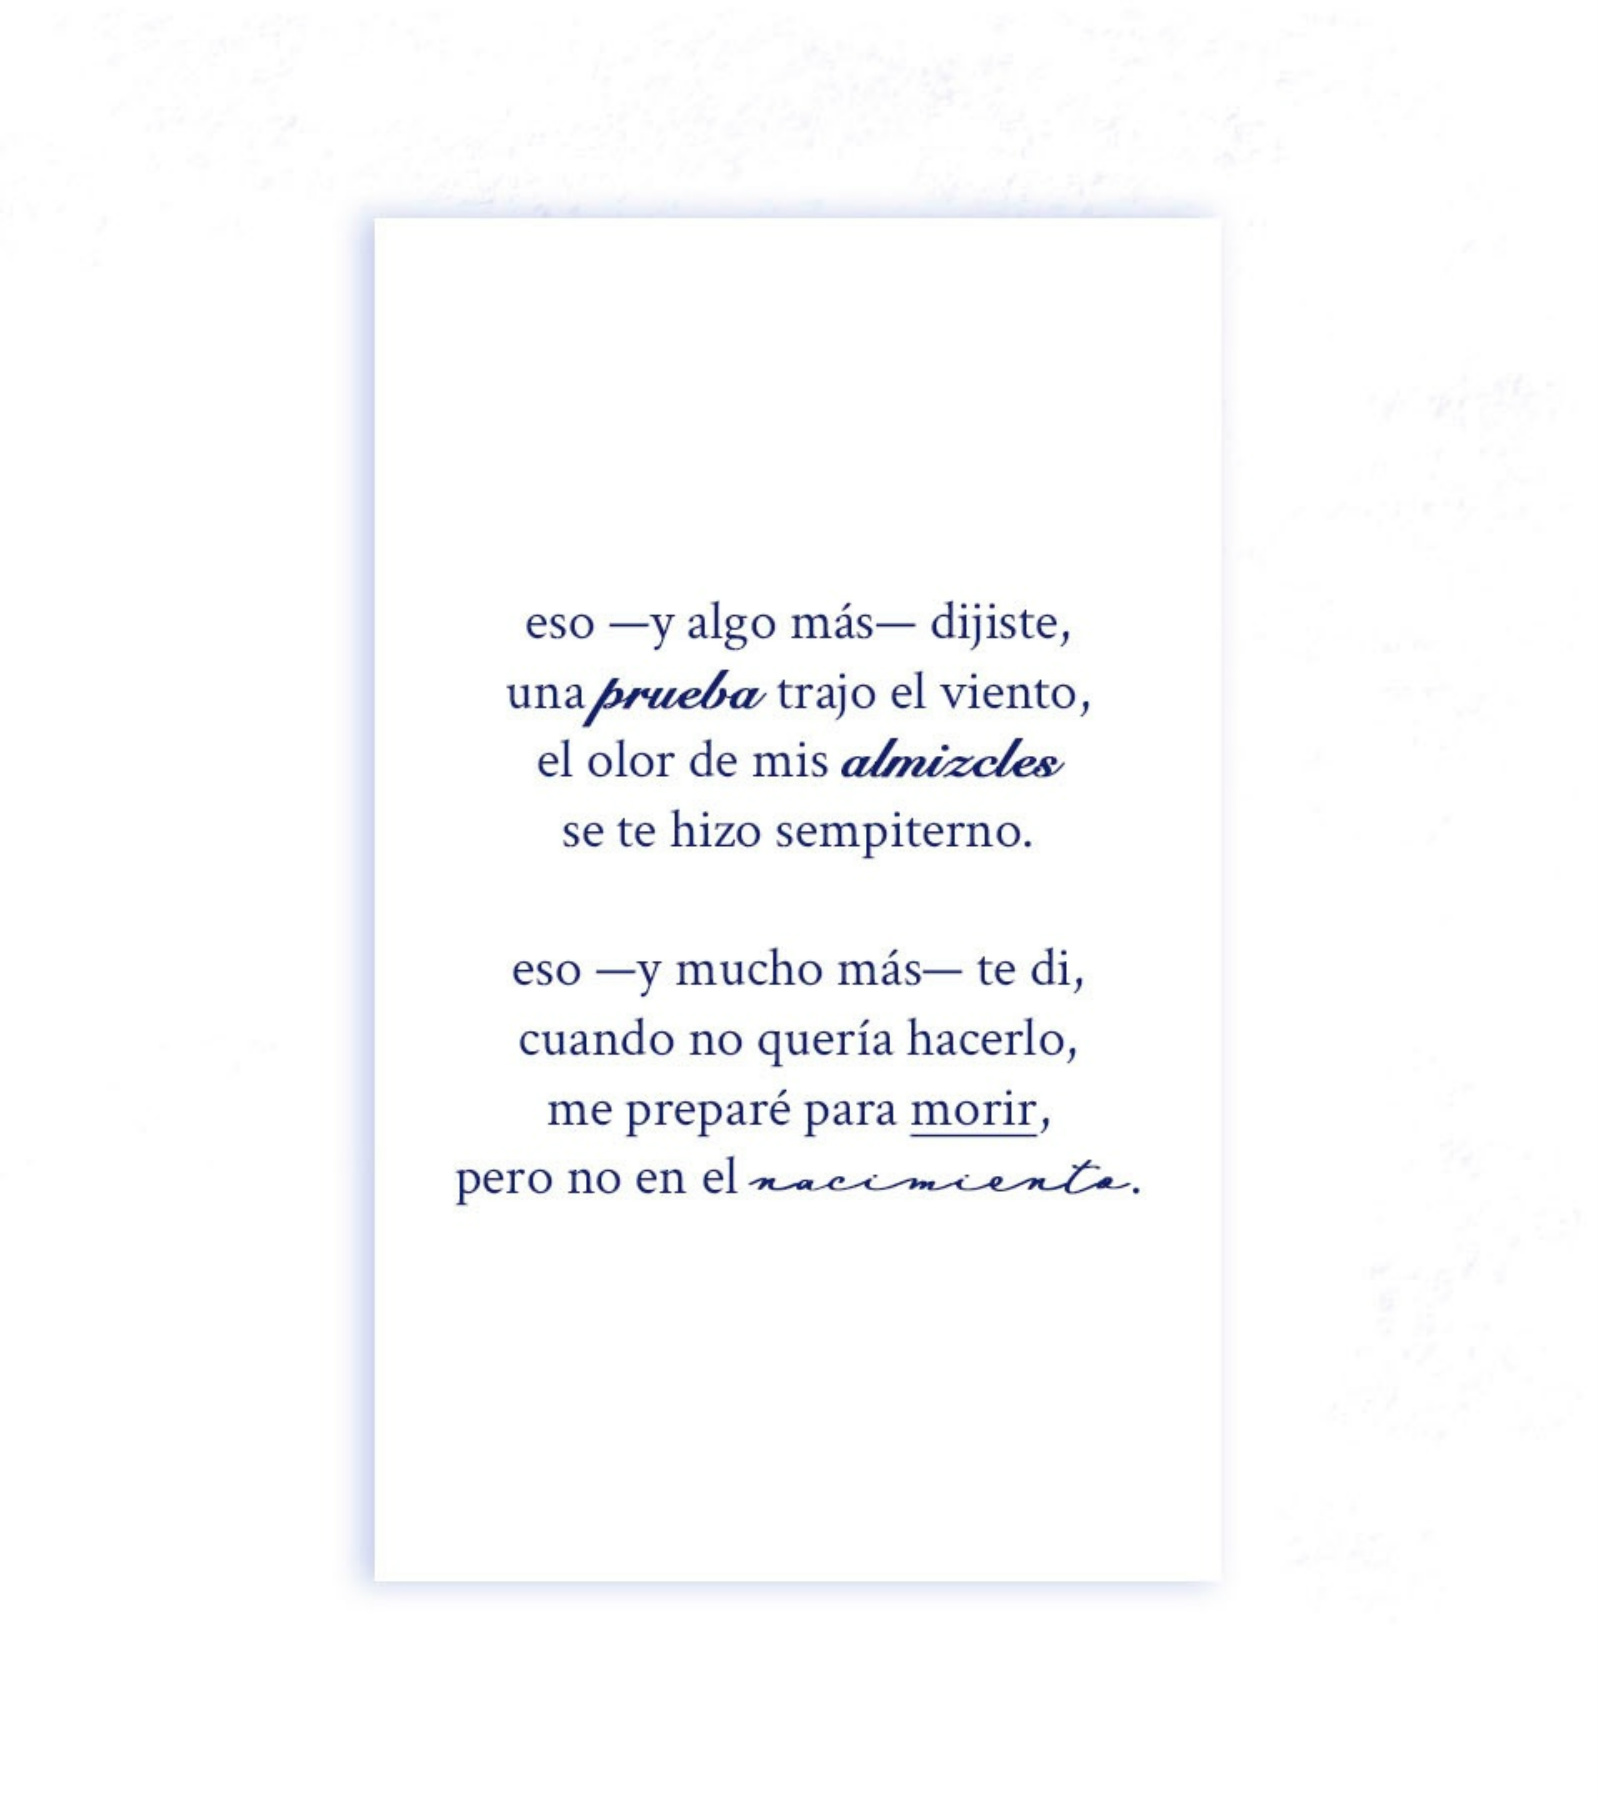 eso —y algo más— dijiste,
una prueba trajo el viento,
el olor de mis almizcles
se te hizo sempiterno.
eso —y mucho más— te di,
cuando no quería hacerlo,
me preparé para morir,
pero no en el nacimiento.